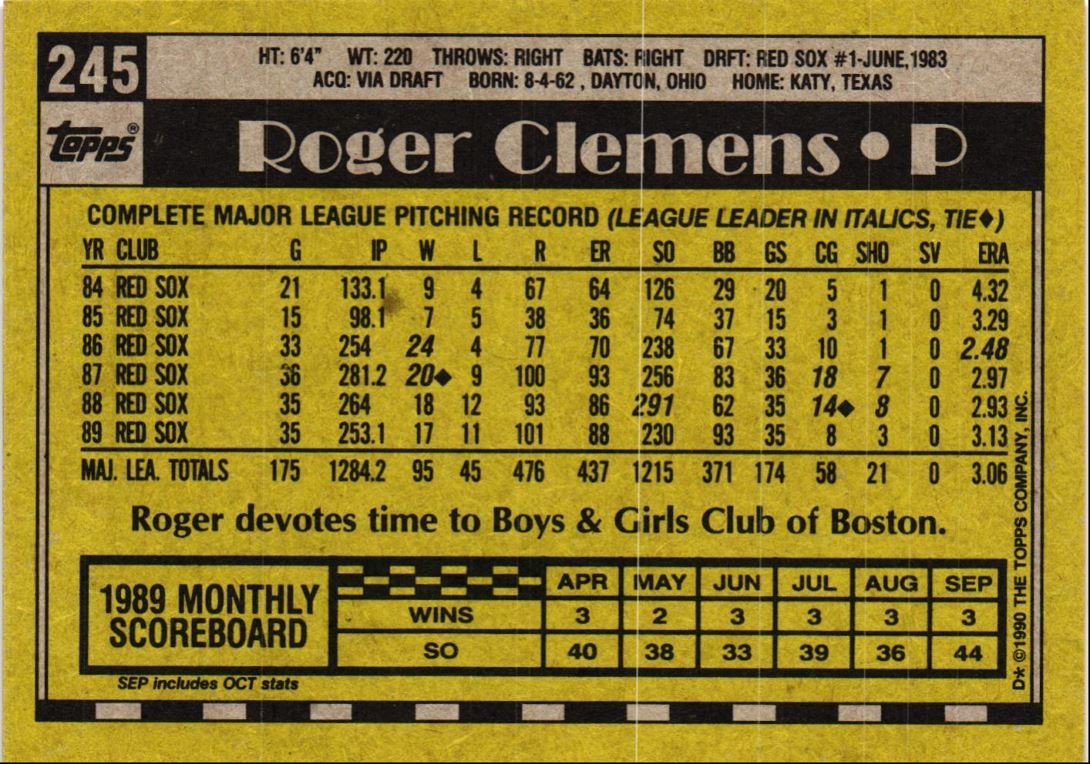 245
HT: 6'4" WT: 220 THROWS: RIGHT BATS: RIGHT DRFT: RED SOX #1-JUNE,1983
ACQ: VIA DRAFT BORN: 8-4-62 , DAYTON, OHIO HOME: KATY, TEXAS
topps®
Roger Clemens • P
COMPLETE MAJOR LEAGUE PITCHING RECORD (LEAGUE LEADER IN ITALICS, TIE♦)
YR CLUB G IP W L R ER SO BB GS CG SHO SV ERA
84 RED SOX 21 133.1 9 4 67 64 126 29 20 5 1 0 4.32
85 RED SOX 15 98.1 7 5 38 36 74 37 15 3 1 0 3.29
86 RED SOX 33 254 24 4 77 70 238 67 33 10 1 0 2.48
87 RED SOX 36 281.2 20♦ 9 100 93 256 83 36 18 7 0 2.97
88 RED SOX 35 264 18 12 93 86 291 62 35 14♦ 8 0 2.93
89 RED SOX 35 253.1 17 11 101 88 230 93 35 8 3 0 3.13
MAJ. LEA. TOTALS 175 1284.2 95 45 476 437 1215 371 174 58 21 0 3.06
Roger devotes time to Boys & Girls Club of Boston.
1989 MONTHLY
SCOREBOARD
APR MAY JUN JUL AUG SEP
WINS 3 2 3 3 3 3
SO 40 38 33 39 36 44
SEP includes OCT stats
D* ©1990 THE TOPPS COMPANY, INC.